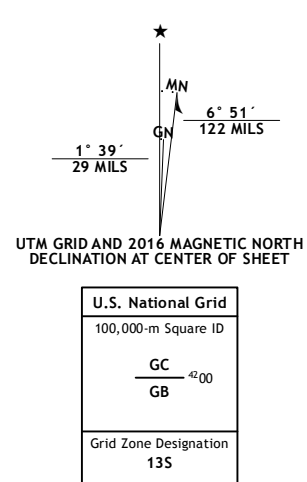 ★
MN
GN
6° 51´
122 MILS
1° 39´
29 MILS
UTM GRID AND 2016 MAGNETIC NORTH
DECLINATION AT CENTER OF SHEET
U.S. National Grid
100,000-m Square ID
GC
4200
GB
Grid Zone Designation
13S